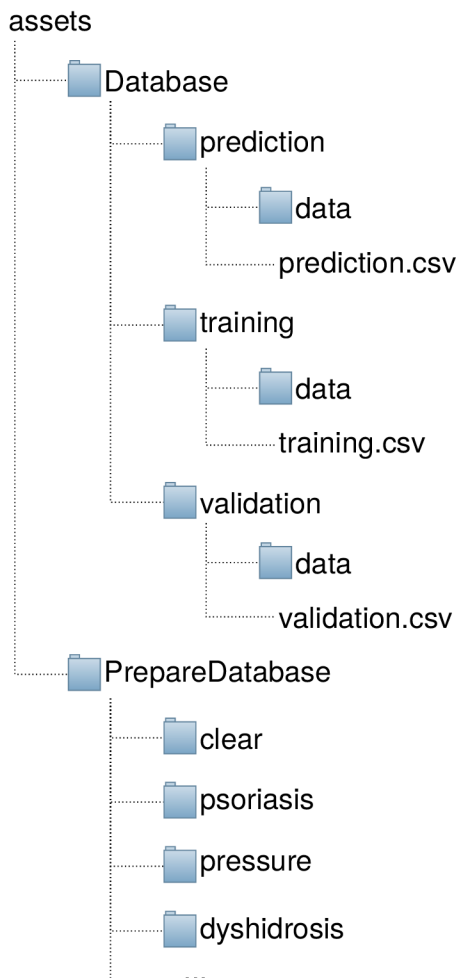 assets
Database
prediction
data
prediction.csv
training
data
training.csv
validation
data
validation.csv
PrepareDatabase
clear
psoriasis
pressure
dyshidrosis
...